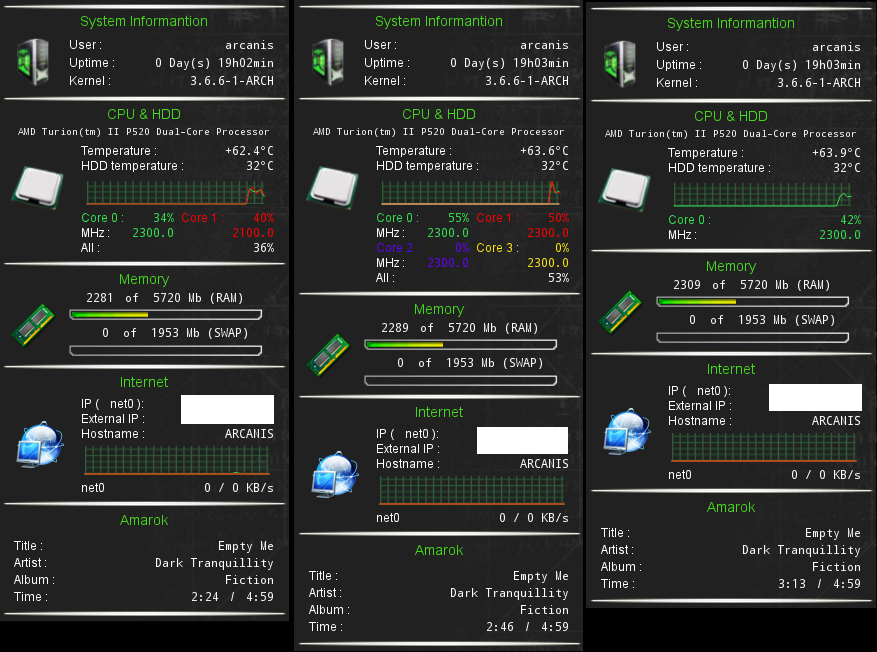 System Informantion
User : arcanis
Uptime : 0 Day(s) 19h02min
Kernel : 3.6.6-1-ARCH
CPU & HDD
AMD Turion(tm) II P520 Dual-Core Processor
Temperature : +62.4°C
HDD temperature : 32°C
Core 0 : 34% Core 1 : 40%
MHz : 2300.0 2100.0
All : 36%
Memory
2281 of 5720 Mb (RAM)
0 of 1953 Mb (SWAP)
Internet
IP ( net0 ):
External IP :
Hostname : ARCANIS
net0 0 / 0 KB/s
Amarok
Title : Empty Me
Artist : Dark Tranquillity
Album : Fiction
Time : 2:24 / 4:59
System Informantion
User : arcanis
Uptime : 0 Day(s) 19h03min
Kernel : 3.6.6-1-ARCH
CPU & HDD
AMD Turion(tm) II P520 Dual-Core Processor
Temperature : +63.6°C
HDD temperature : 32°C
Core 0 : 55% Core 1 : 50%
MHz : 2300.0 2300.0
Core 2 : 0% Core 3 : 0%
MHz : 2300.0 2300.0
All : 53%
Memory
2289 of 5720 Mb (RAM)
0 of 1953 Mb (SWAP)
Internet
IP ( net0 ):
External IP :
Hostname : ARCANIS
net0 0 / 0 KB/s
Amarok
Title : Empty Me
Artist : Dark Tranquillity
Album : Fiction
Time : 2:46 / 4:59
System Informantion
User : arcanis
Uptime : 0 Day(s) 19h03min
Kernel : 3.6.6-1-ARCH
CPU & HDD
AMD Turion(tm) II P520 Dual-Core Processor
Temperature : +63.9°C
HDD temperature : 32°C
Core 0 : 42%
MHz : 2300.0
Memory
2309 of 5720 Mb (RAM)
0 of 1953 Mb (SWAP)
Internet
IP ( net0 ):
External IP :
Hostname : ARCANIS
net0 0 / 0 KB/s
Amarok
Title : Empty Me
Artist : Dark Tranquillity
Album : Fiction
Time : 3:13 / 4:59